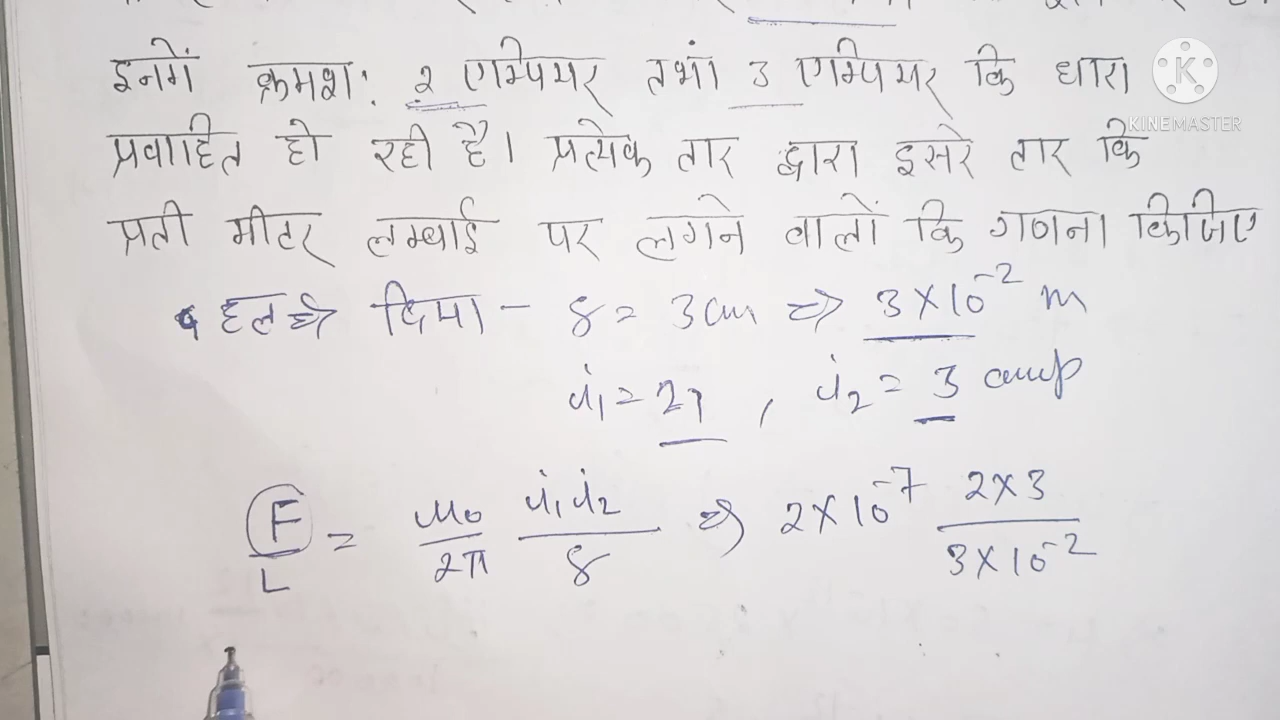 इनमें क्रमश: २ एम्पियर तथां 3 एम्पियर कि धारा
KINEMASTER
प्रवाहित हो रही है। प्रत्येक तार द्वारा दुसरे तार कि
प्रती मीटर लम्बाई पर लगने वालों कि गणना किजिए
हल⇒ दिया - r = 3cm ⇒ 3×10⁻² m
i₁ = 2, , i₂ = 3 amp
F/L = μ₀/2π i₁i₂/r ⇒ 2×10⁻⁷ 2×3/3×10⁻²